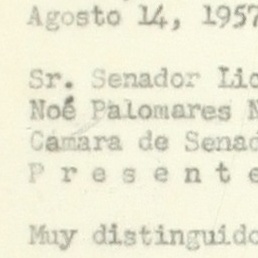 Agosto 14, 1957
Sr. Senador Lic
Noé Palomares N
Cámara de Senad
P r e s e n t e
Muy distinguido